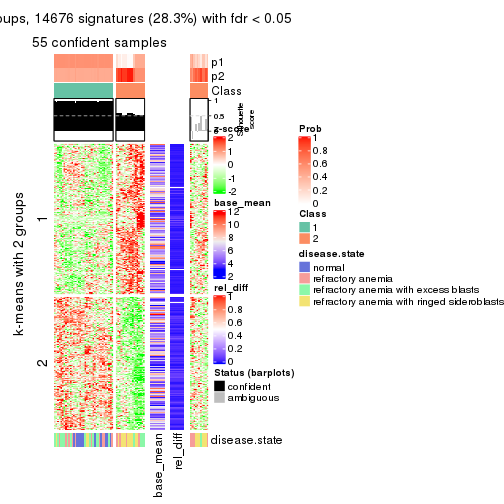 oups, 14676 signatures (28.3%) with fdr < 0.05
55 confident samples
p1
p2
Class
1
0.5
0
Silhouette
score
z-score
2
1
0
-1
-2
base_mean
12
10
8
6
4
2
rel_diff
1
0.8
0.6
0.4
0.2
0
Status (barplots)
confident
ambiguous
Prob
1
0.8
0.6
0.4
0.2
0
Class
1
2
disease.state
normal
refractory anemia
refractory anemia with excess blasts
refractory anemia with ringed sideroblasts
k-means with 2 groups
1
2
disease.state
base_mean
rel_diff